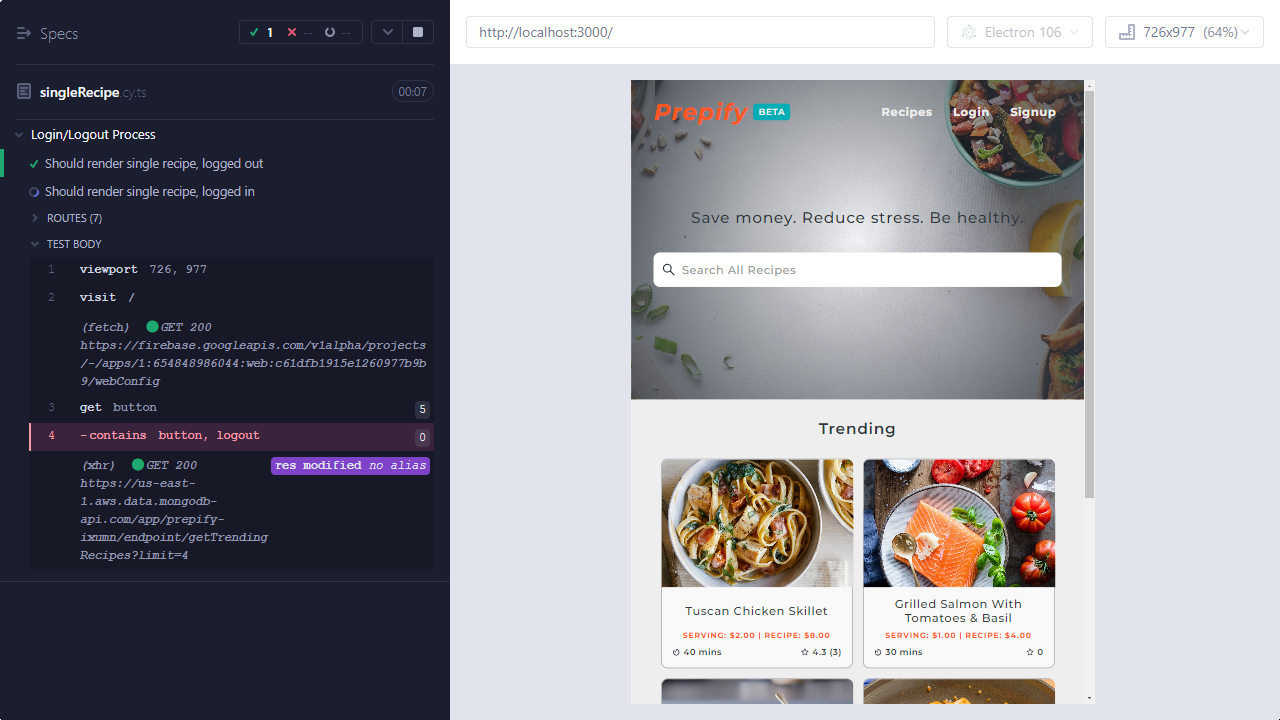 Specs
1
--
--
singleRecipe.cy.ts
00:07
Login/Logout Process
Should render single recipe, logged out
Should render single recipe, logged in
ROUTES (7)
TEST BODY
1 viewport 726, 977
2 visit /
(fetch) GET 200
https://firebase.googleapis.com/v1alpha/projects
/-/apps/1:654848986044:web:c61dfb1915e1260977b9b
9/webConfig
3 get button 5
4 -contains button, logout 0
(xhr) GET 200 res modified no alias
https://us-east-
1.aws.data.mongodb-
api.com/app/prepify-
ixumn/endpoint/getTrending
Recipes?limit=4
http://localhost:3000/
Electron 106
726x977 (64%)
Prepify BETA
Recipes Login Signup
Save money. Reduce stress. Be healthy.
Search All Recipes
Trending
Tuscan Chicken Skillet
SERVING: $2.00 | RECIPE: $8.00
40 mins 4.3 (3)
Grilled Salmon With
Tomatoes & Basil
SERVING: $1.00 | RECIPE: $4.00
30 mins 0